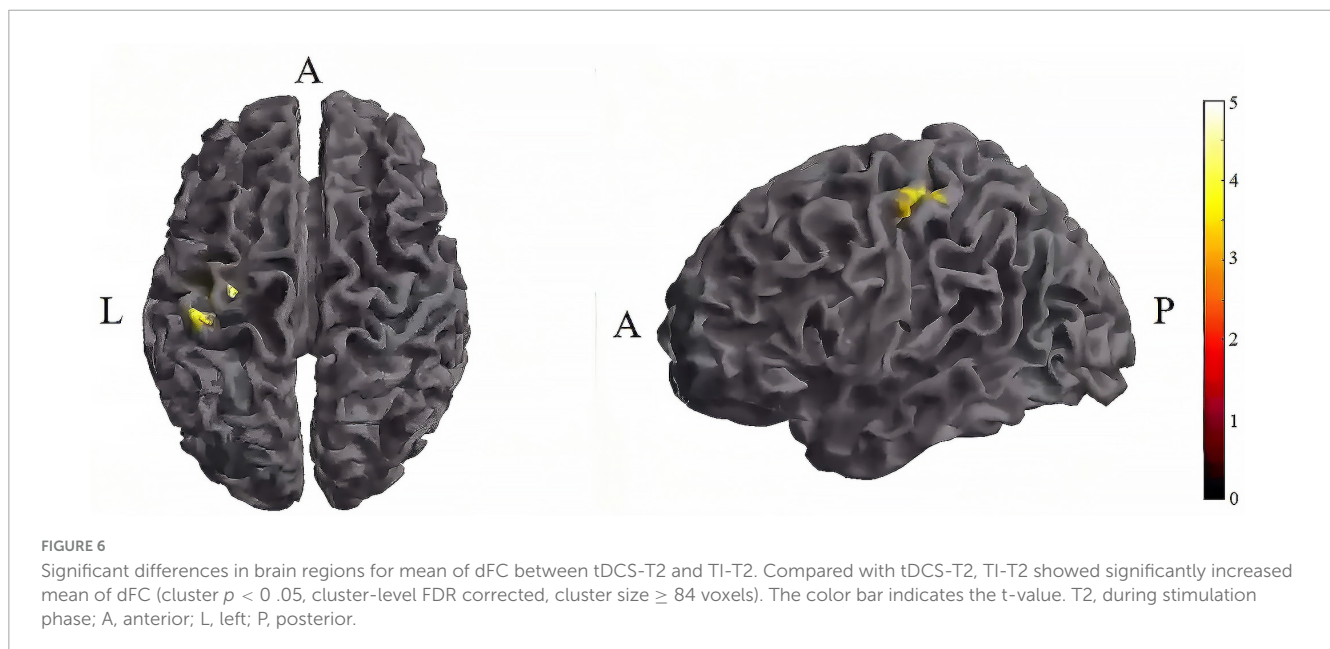 A
L
A
P
5
4
3
2
1
0
FIGURE 6
Significant differences in brain regions for mean of dFC between tDCS-T2 and TI-T2. Compared with tDCS-T2, TI-T2 showed significantly increased
mean of dFC (cluster p < 0 .05, cluster-level FDR corrected, cluster size ≥ 84 voxels). The color bar indicates the t-value. T2, during stimulation
phase; A, anterior; L, left; P, posterior.